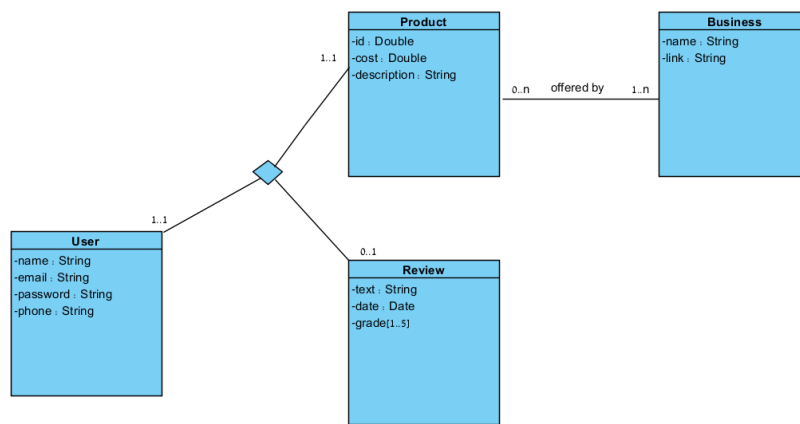 Product
-id : Double
-cost : Double
-description : String
Business
-name : String
-link : String
1..1
0..n
offered by
1..n
1..1
User
-name : String
-email : String
-password : String
-phone : String
0..1
Review
-text : String
-date : Date
-grade[1..5]